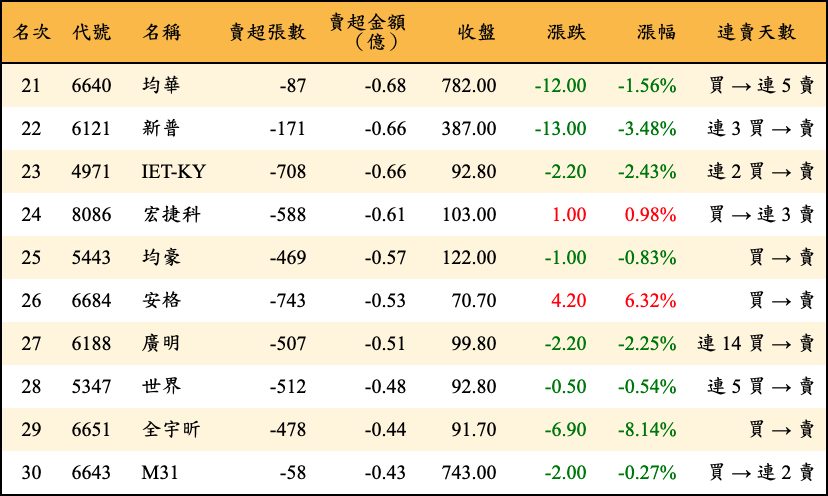 名次 代號 名稱 賣超張數 賣超金額（億） 收盤 漲跌 漲幅 連賣天數
21 6640 均華 -87 -0.68 782.00 -12.00 -1.56% 買 → 連 5 賣
22 6121 新普 -171 -0.66 387.00 -13.00 -3.48% 連 3 買 → 賣
23 4971 IET-KY -708 -0.66 92.80 -2.20 -2.43% 連 2 買 → 賣
24 8086 宏捷科 -588 -0.61 103.00 1.00 0.98% 買 → 連 3 賣
25 5443 均豪 -469 -0.57 122.00 -1.00 -0.83% 買 → 賣
26 6684 安格 -743 -0.53 70.70 4.20 6.32% 買 → 賣
27 6188 廣明 -507 -0.51 99.80 -2.20 -2.25% 連 14 買 → 賣
28 5347 世界 -512 -0.48 92.80 -0.50 -0.54% 連 5 買 → 賣
29 6651 全宇昕 -478 -0.44 91.70 -6.90 -8.14% 買 → 賣
30 6643 M31 -58 -0.43 743.00 -2.00 -0.27% 買 → 連 2 賣